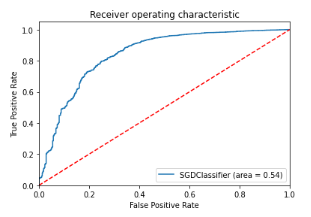 Receiver operating characteristic
True Positive Rate
1.0
0.8
0.6
0.4
0.2
0.0
SGDClassifier (area = 0.54)
0.0 0.2 0.4 0.6 0.8 1.0
False Positive Rate